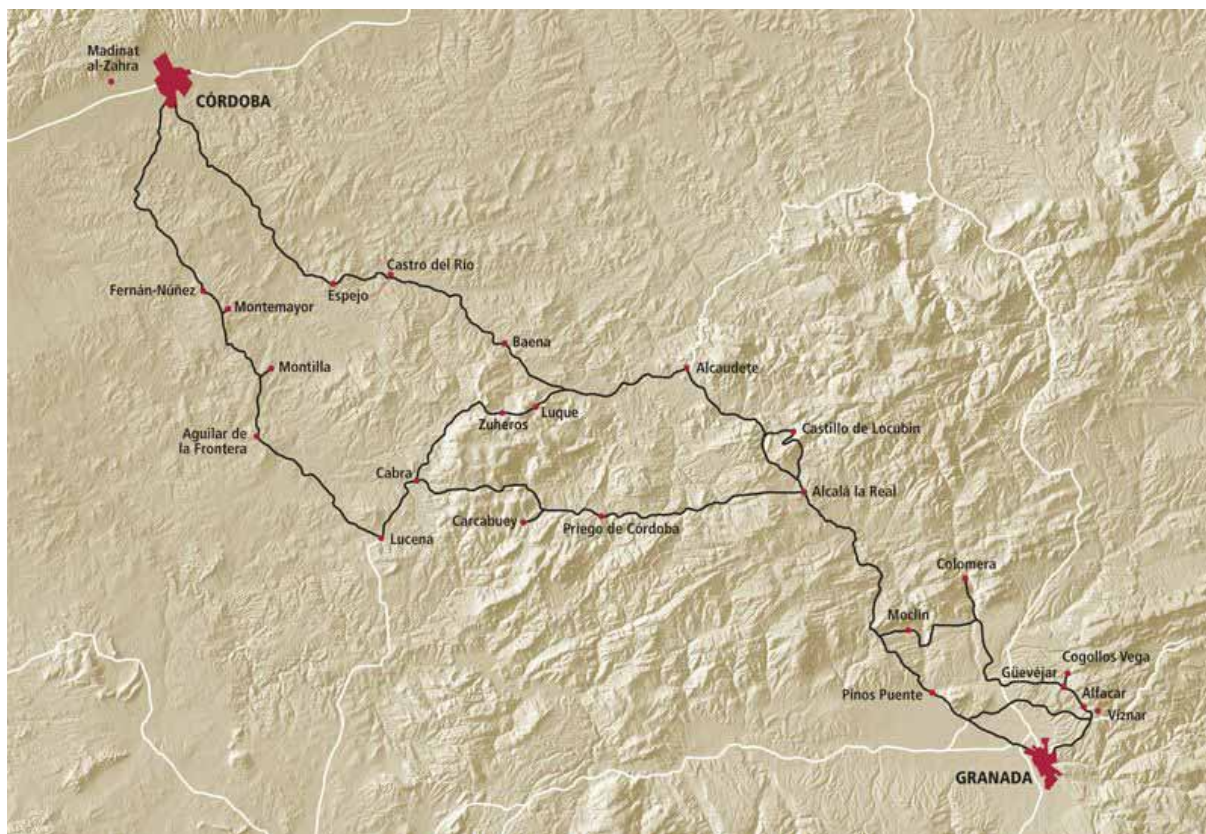 Madinat
al-Zahra
CÓRDOBA
Castro del Río
Espejo
Fernán-Núñez
Montemayor
Baena
Montilla
Alcaudete
Luque
Zuheros
Castillo de Locubín
Aguilar de
la Frontera
Cabra
Alcalá la Real
Carcabuey
Priego de Córdoba
Lucena
Colomera
Moclín
Cogollos Vega
Güevéjar
Alfacar
Pinos Puente
Víznar
GRANADA